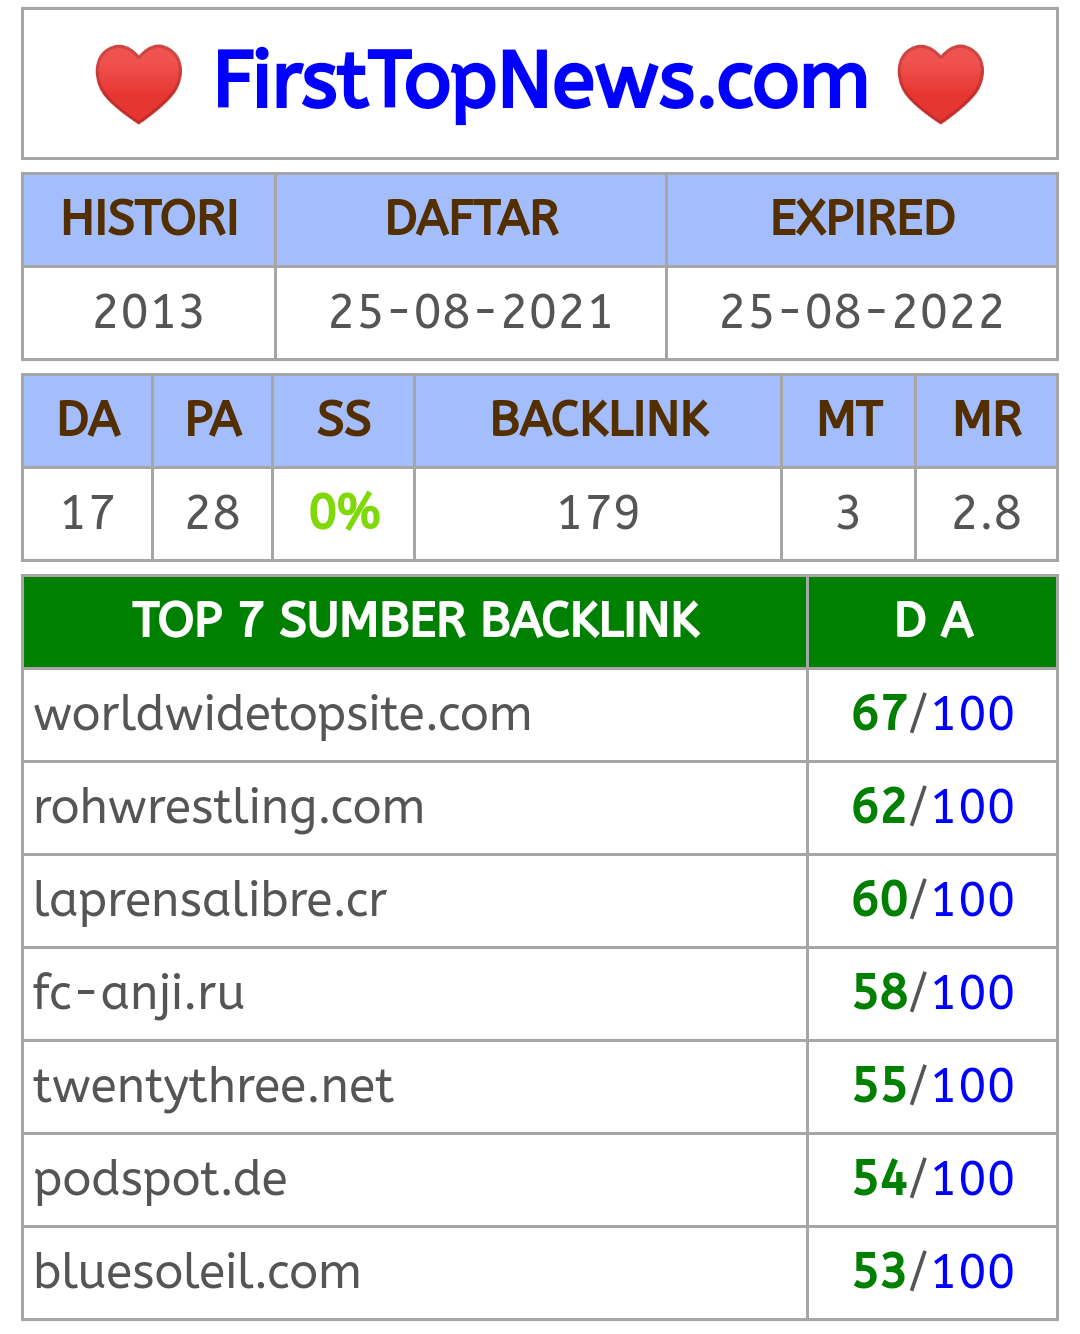 FirstTopNews.com
HISTORI DAFTAR EXPIRED
2013 25-08-2021 25-08-2022
DA PA SS BACKLINK MT MR
17 28 0% 179 3 2.8
TOP 7 SUMBER BACKLINK D A
worldwidetopsite.com 67/100
rohwrestling.com 62/100
laprensalibre.cr 60/100
fc-anji.ru 58/100
twentythree.net 55/100
podspot.de 54/100
bluesoleil.com 53/100